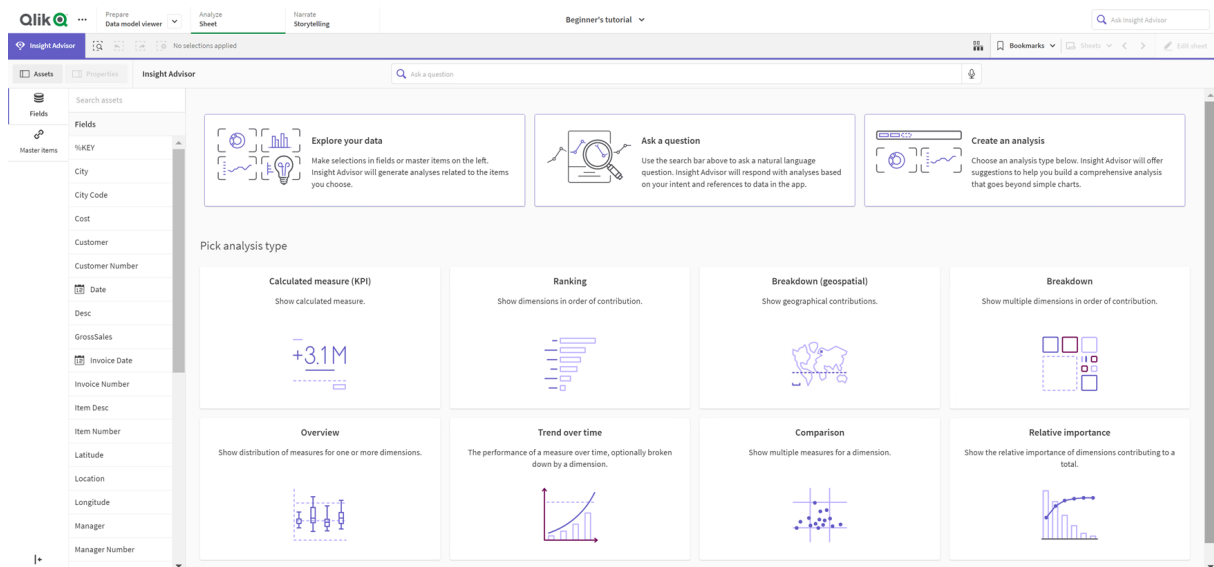 Qlik
Prepare
Data model viewer
Analyze
Sheet
Narrate
Storytelling
Beginner's tutorial
Ask Insight Advisor
Insight Advisor
No selections applied
Bookmarks
Sheets
Edit sheet
Assets
Properties
Insight Advisor
Ask a question
Fields
Master items
Search assets
Fields
%KEY
City
City Code
Cost
Customer
Customer Number
Date
Desc
GrossSales
Invoice Date
Invoice Number
Item Desc
Item Number
Latitude
Location
Longitude
Manager
Manager Number
Explore your data
Make selections in fields or master items on the left.
Insight Advisor will generate analyses related to the items
you choose.
Ask a question
Use the search bar above to ask a natural language
question. Insight Advisor will respond with analyses based
on your intent and references to data in the app.
Create an analysis
Choose an analysis type below. Insight Advisor will offer
suggestions to help you build a comprehensive analysis
that goes beyond simple charts.
Pick analysis type
Calculated measure (KPI)
Show calculated measure.
+3.1M
Ranking
Show dimensions in order of contribution.
Breakdown (geospatial)
Show geographical contributions.
Breakdown
Show multiple dimensions in order of contribution.
Overview
Show distribution of measures for one or more dimensions.
Trend over time
The performance of a measure over time, optionally broken
down by a dimension.
Comparison
Show multiple measures for a dimension.
Relative importance
Show the relative importance of dimensions contributing to a
total.